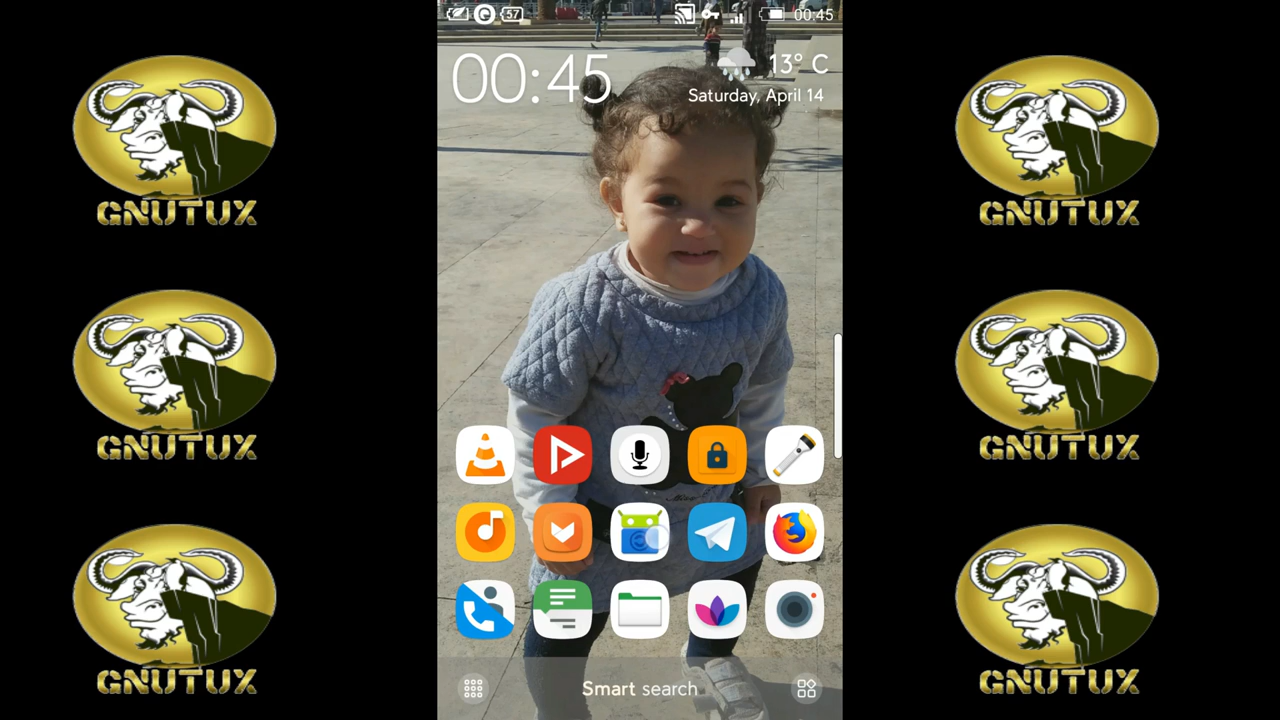 57
00:45
00:45
13° C
Saturday, April 14
GNUTUX
GNUTUX
GNUTUX
GNUTUX
GNUTUX
GNUTUX
Smart search